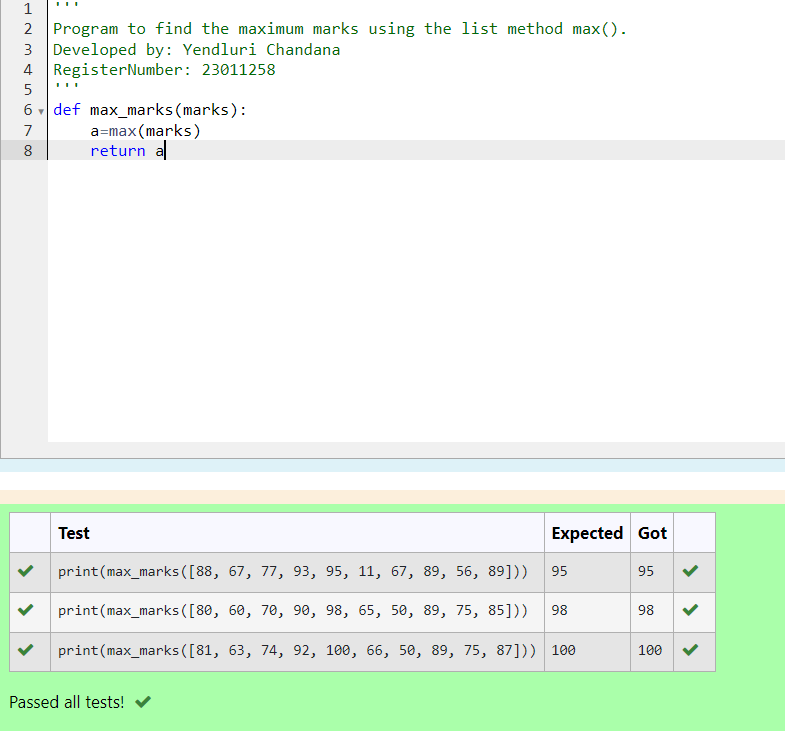 1 '''
2 Program to find the maximum marks using the list method max().
3 Developed by: Yendluri Chandana
4 RegisterNumber: 23011258
5 '''
6 def max_marks(marks):
7     a=max(marks)
8     return a
Test Expected Got
print(max_marks([88, 67, 77, 93, 95, 11, 67, 89, 56, 89])) 95 95
print(max_marks([80, 60, 70, 90, 98, 65, 50, 89, 75, 85])) 98 98
print(max_marks([81, 63, 74, 92, 100, 66, 50, 89, 75, 87])) 100 100
Passed all tests!